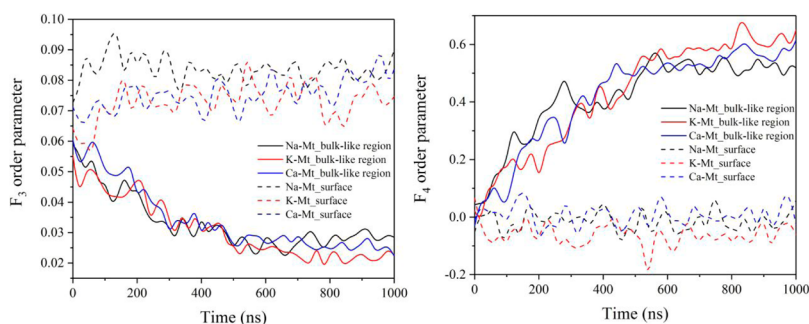 0.10
0.09
0.08
0.07
0.06
0.05
0.04
0.03
0.02
F3 order parameter
Na-Mt_bulk-like region
K-Mt_bulk-like region
Ca-Mt_bulk-like region
Na-Mt_surface
K-Mt_surface
Ca-Mt_surface
0 200 400 600 800 1000
Time (ns)
0.6
0.4
0.2
0.0
-0.2
F4 order parameter
Na-Mt_bulk-like region
K-Mt_bulk-like region
Ca-Mt_bulk-like region
Na-Mt_surface
K-Mt_surface
Ca-Mt_surface
0 200 400 600 800 1000
Time (ns)